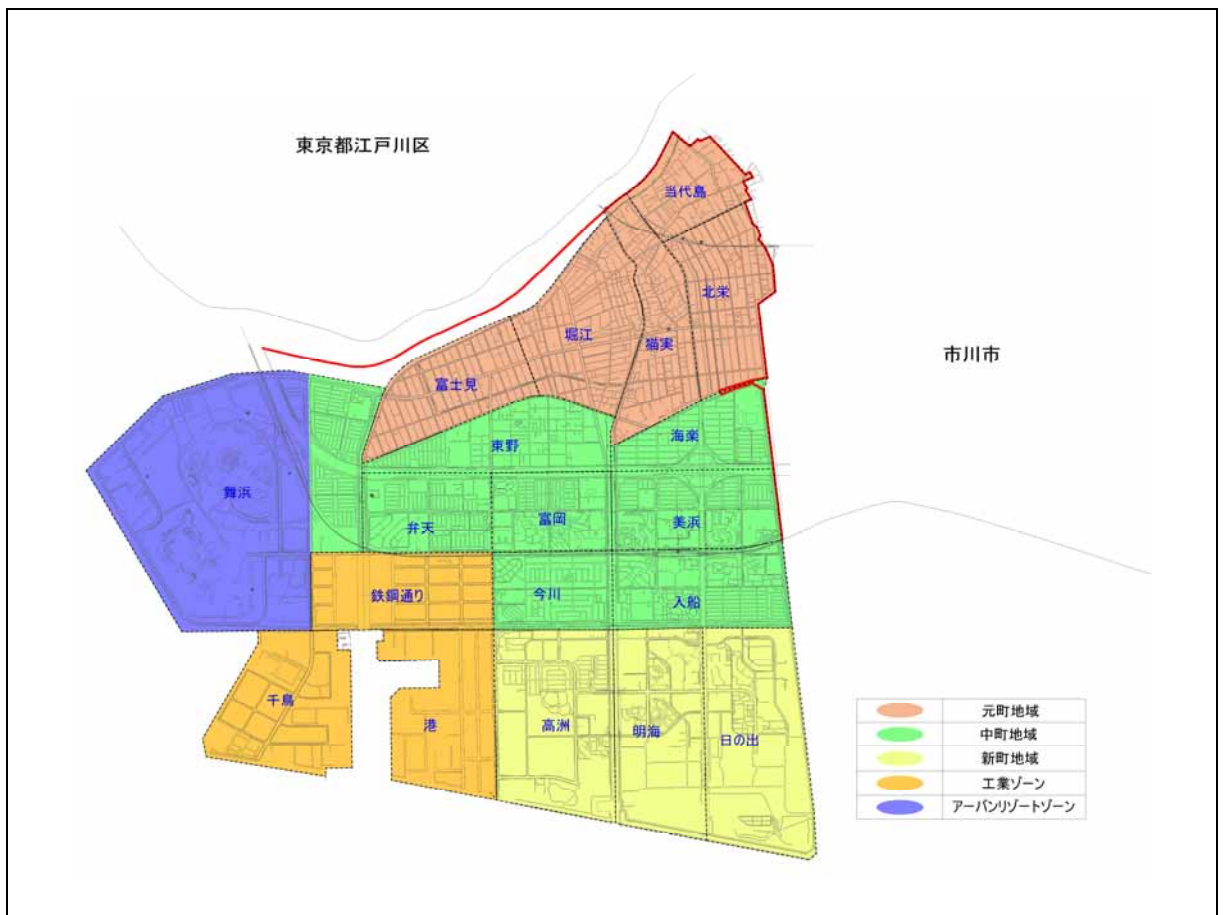 東京都江戸川区
当代島
北栄
堀江
猫実
市川市
富士見
海楽
東野
舞浜
富岡
美浜
弁天
鉄鋼通り
今川
入船
千鳥
港
高洲
明海
日の出
元町地域
中町地域
新町地域
工業ゾーン
アーバンリゾートゾーン